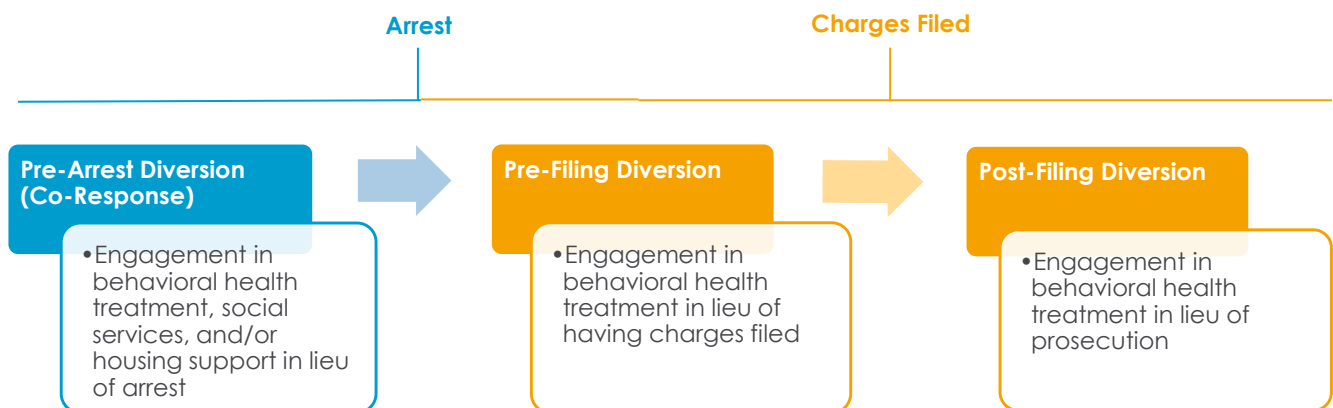 Arrest
Charges Filed
Pre-Arrest Diversion
(Co-Response)
•Engagement in
behavioral health
treatment, social
services, and/or
housing support in lieu
of arrest
Pre-Filing Diversion
•Engagement in
behavioral health
treatment in lieu of
having charges filed
Post-Filing Diversion
•Engagement in
behavioral health
treatment in lieu of
prosecution